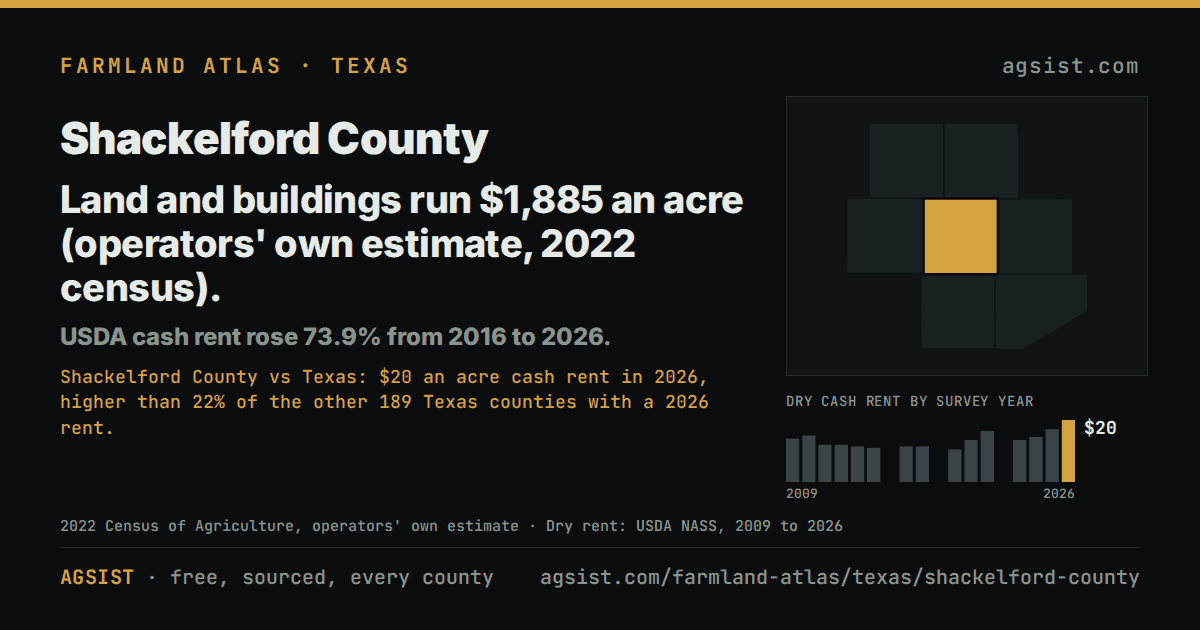 FARMLAND ATLAS · TEXAS
agsist.com
Shackelford County
Land and buildings run $1,885 an acre
(operators' own estimate, 2022
census).
USDA cash rent rose 73.9% from 2016 to 2026.
Shackelford County vs Texas: $20 an acre cash rent in 2026,
higher than 22% of the other 189 Texas counties with a 2026
rent.
DRY CASH RENT BY SURVEY YEAR
$20
2009
2026
2022 Census of Agriculture, operators' own estimate · Dry rent: USDA NASS, 2009 to 2026
AGSIST · free, sourced, every county
agsist.com/farmland-atlas/texas/shackelford-county